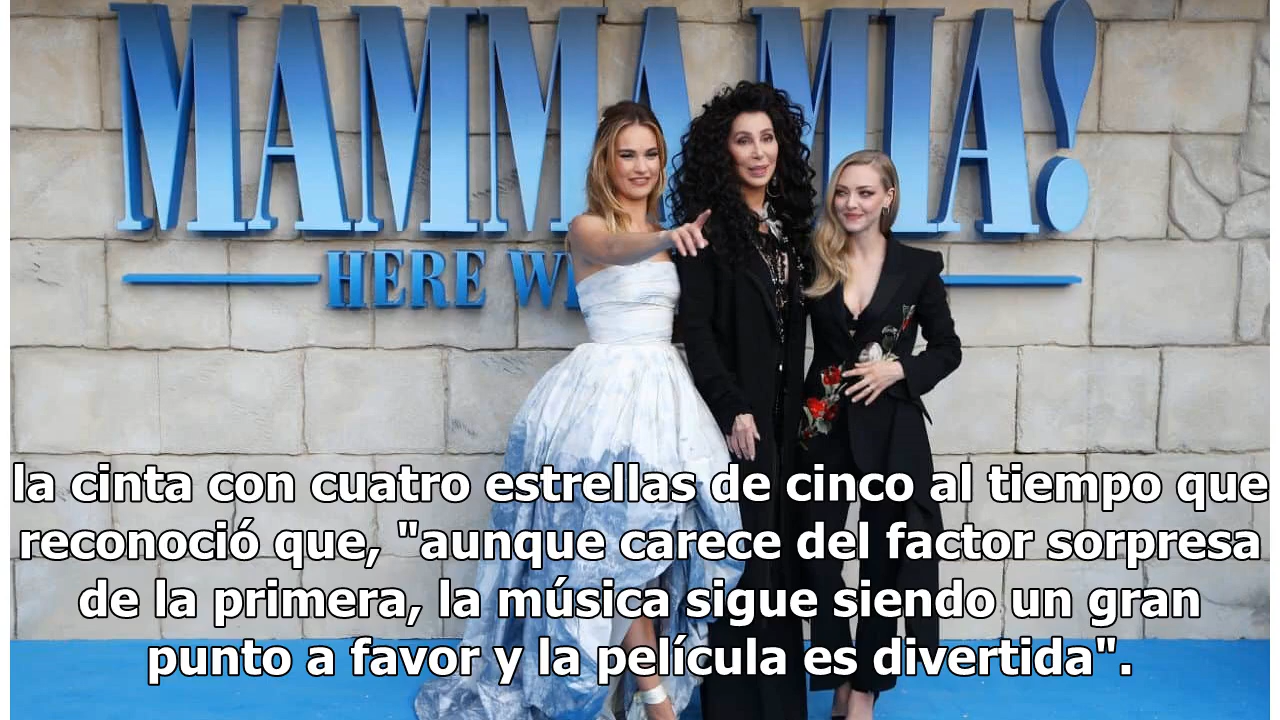 MAMMA MIA!
HERE WE
la cinta con cuatro estrellas de cinco al tiempo que
reconoció que, "aunque carece del factor sorpresa
de la primera, la música sigue siendo un gran
punto a favor y la película es divertida".